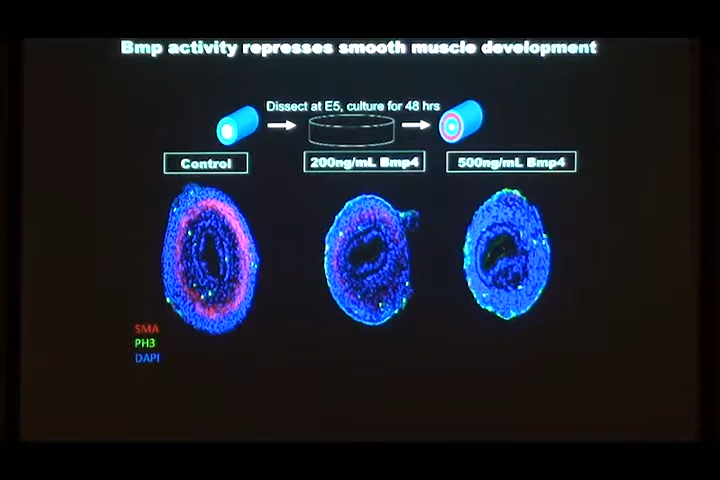 Bmp activity represses smooth muscle development
Dissect at E5, culture for 48 hrs
Control
200ng/mL Bmp4
500ng/mL Bmp4
SMA
PH3
DAPI